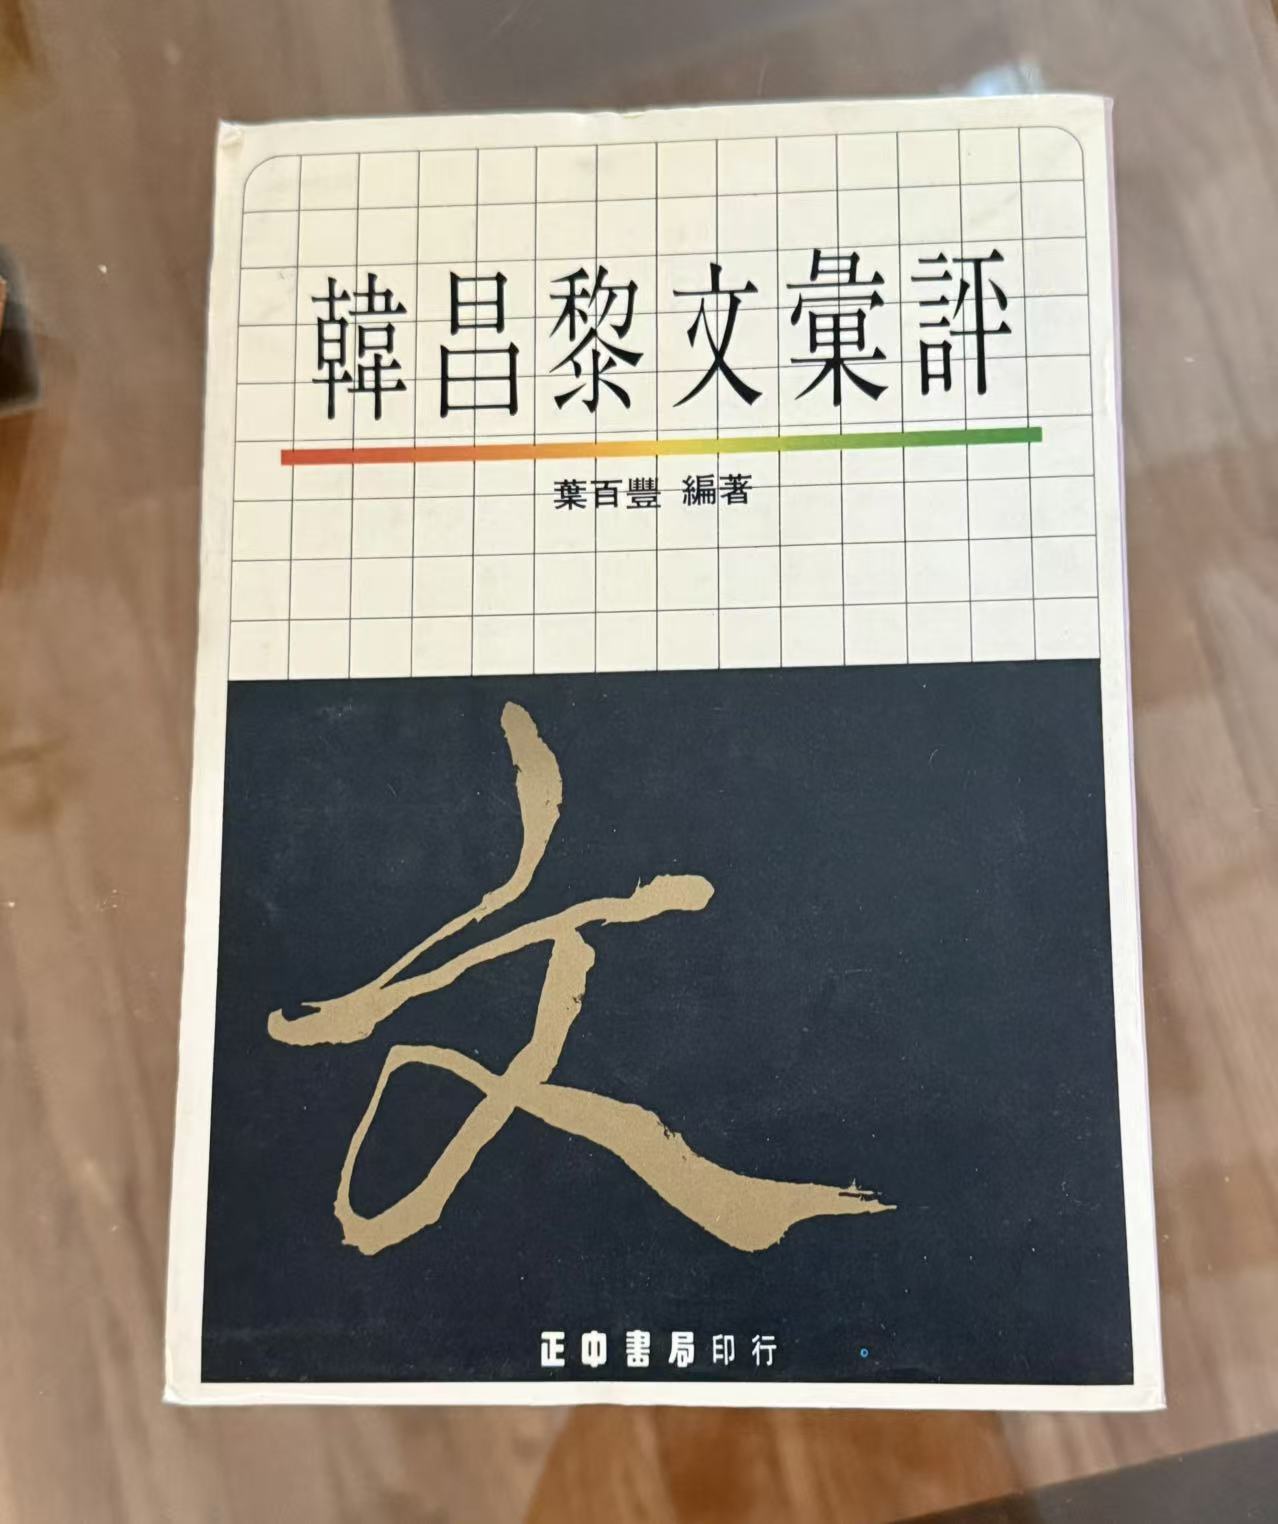 韓昌黎文彙評
葉百豐 編著
文
正中書局印行